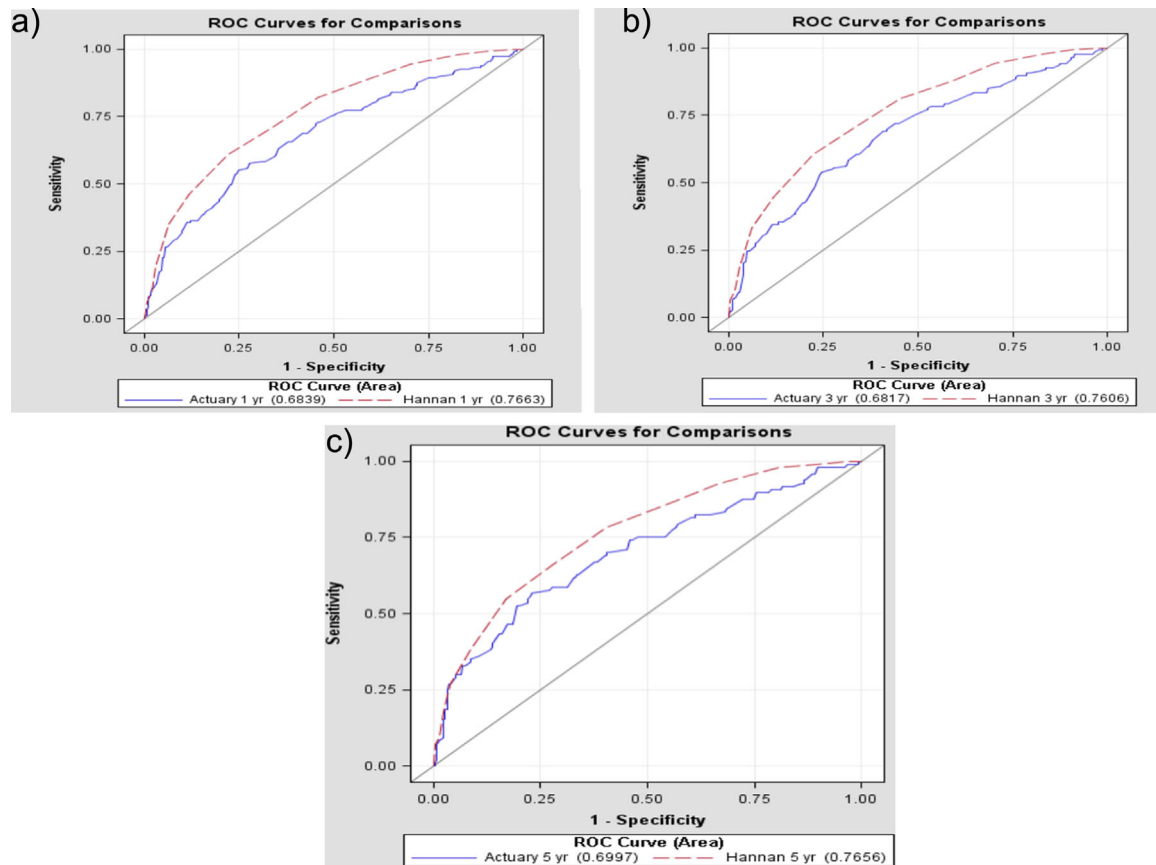 a)
ROC Curves for Comparisons
1.00
0.75
0.50
0.25
0.00
Sensitivity
0.00 0.25 0.50 0.75 1.00
1 - Specificity
ROC Curve (Area)
Actuary 1 yr (0.6839) Hannan 1 yr (0.7663)
b)
ROC Curves for Comparisons
1.00
0.75
0.50
0.25
0.00
Sensitivity
0.00 0.25 0.50 0.75 1.00
1 - Specificity
ROC Curve (Area)
Actuary 3 yr (0.6817) Hannan 3 yr (0.7606)
c)
ROC Curves for Comparisons
1.00
0.75
0.50
0.25
0.00
Sensitivity
0.00 0.25 0.50 0.75 1.00
1 - Specificity
ROC Curve (Area)
Actuary 5 yr (0.6997) Hannan 5 yr (0.7656)